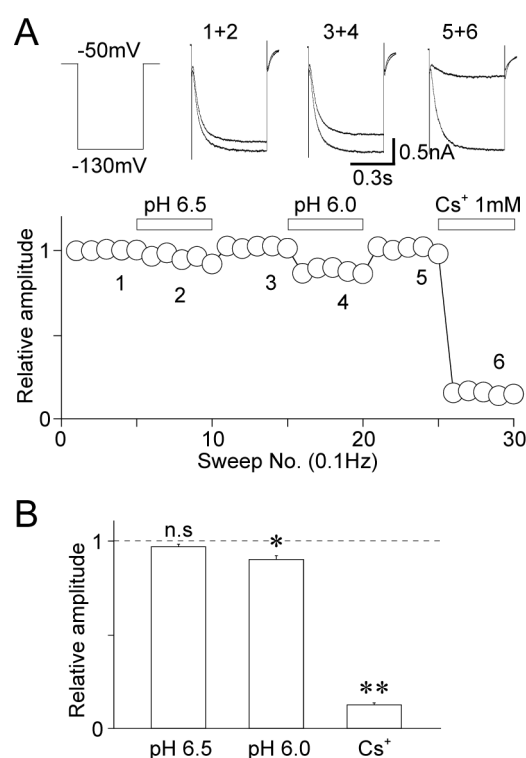 A
1+2 3+4 5+6
-50mV
-130mV
0.5nA
0.3s
pH 6.5 pH 6.0 Cs⁺ 1mM
Relative amplitude
1
0
1 2 3 4 5 6
0 10 20 30
Sweep No. (0.1Hz)
B
n.s * **
Relative amplitude
1
0
pH 6.5 pH 6.0 Cs⁺